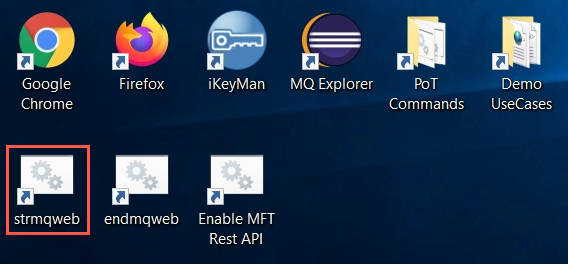 Google
Chrome
Firefox
iKeyMan
MQ Explorer
PoT
Commands
Demo
UseCases
strmqweb
endmqweb
Enable MFT
Rest API